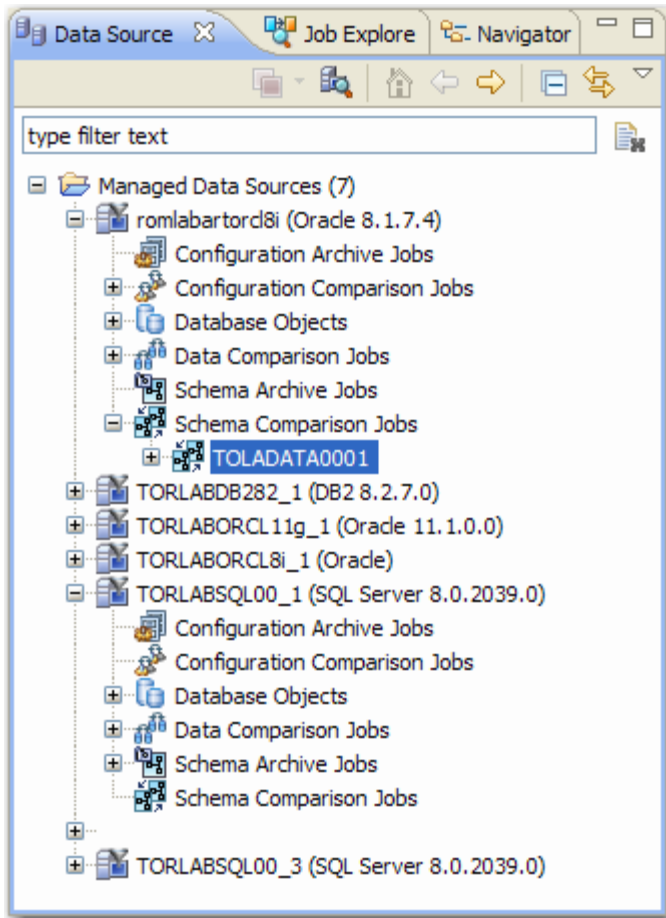 Data Source Job Explore Navigator
type filter text
Managed Data Sources (7)
romlabartorcl8i (Oracle 8.1.7.4)
Configuration Archive Jobs
Configuration Comparison Jobs
Database Objects
Data Comparison Jobs
Schema Archive Jobs
Schema Comparison Jobs
TOLADATA0001
TORLABDB282_1 (DB2 8.2.7.0)
TORLABORCL11g_1 (Oracle 11.1.0.0)
TORLABORCL8i_1 (Oracle)
TORLABSQL00_1 (SQL Server 8.0.2039.0)
Configuration Archive Jobs
Configuration Comparison Jobs
Database Objects
Data Comparison Jobs
Schema Archive Jobs
Schema Comparison Jobs
TORLABSQL00_3 (SQL Server 8.0.2039.0)